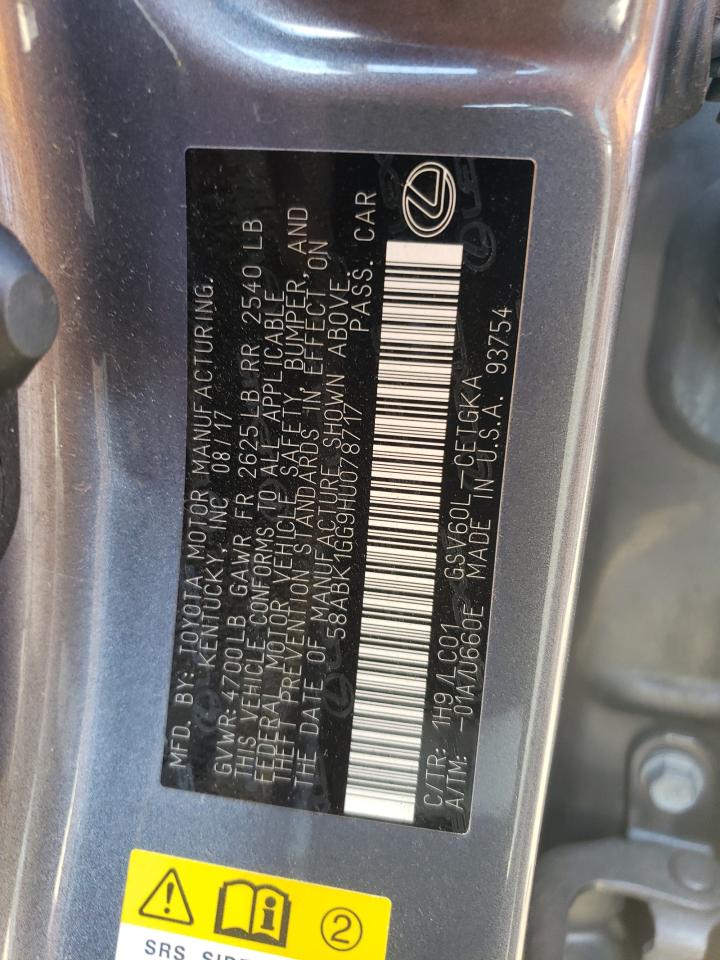 MFD. BY: TOYOTA MOTOR MANUFACTURING,
KENTUCKY, INC 08/17
GVWR: 4700LB GAWR FR 2625 LB RR 2540 LB
THIS VEHICLE CONFORMS TO ALL APPLICABLE
FEDERAL MOTOR VEHICLE SAFETY, BUMPER, AND
THEFT PREVENTION STANDARDS IN EFFECT ON
THE DATE OF MANUFACTURE SHOWN ABOVE.
58ABK1GG9HU078717 PASS. CAR
C/TR: 1H9/LC01 GSV60L-CETGKA
A/TM: -01A/U660E MADE IN U.S.A. 93754
2